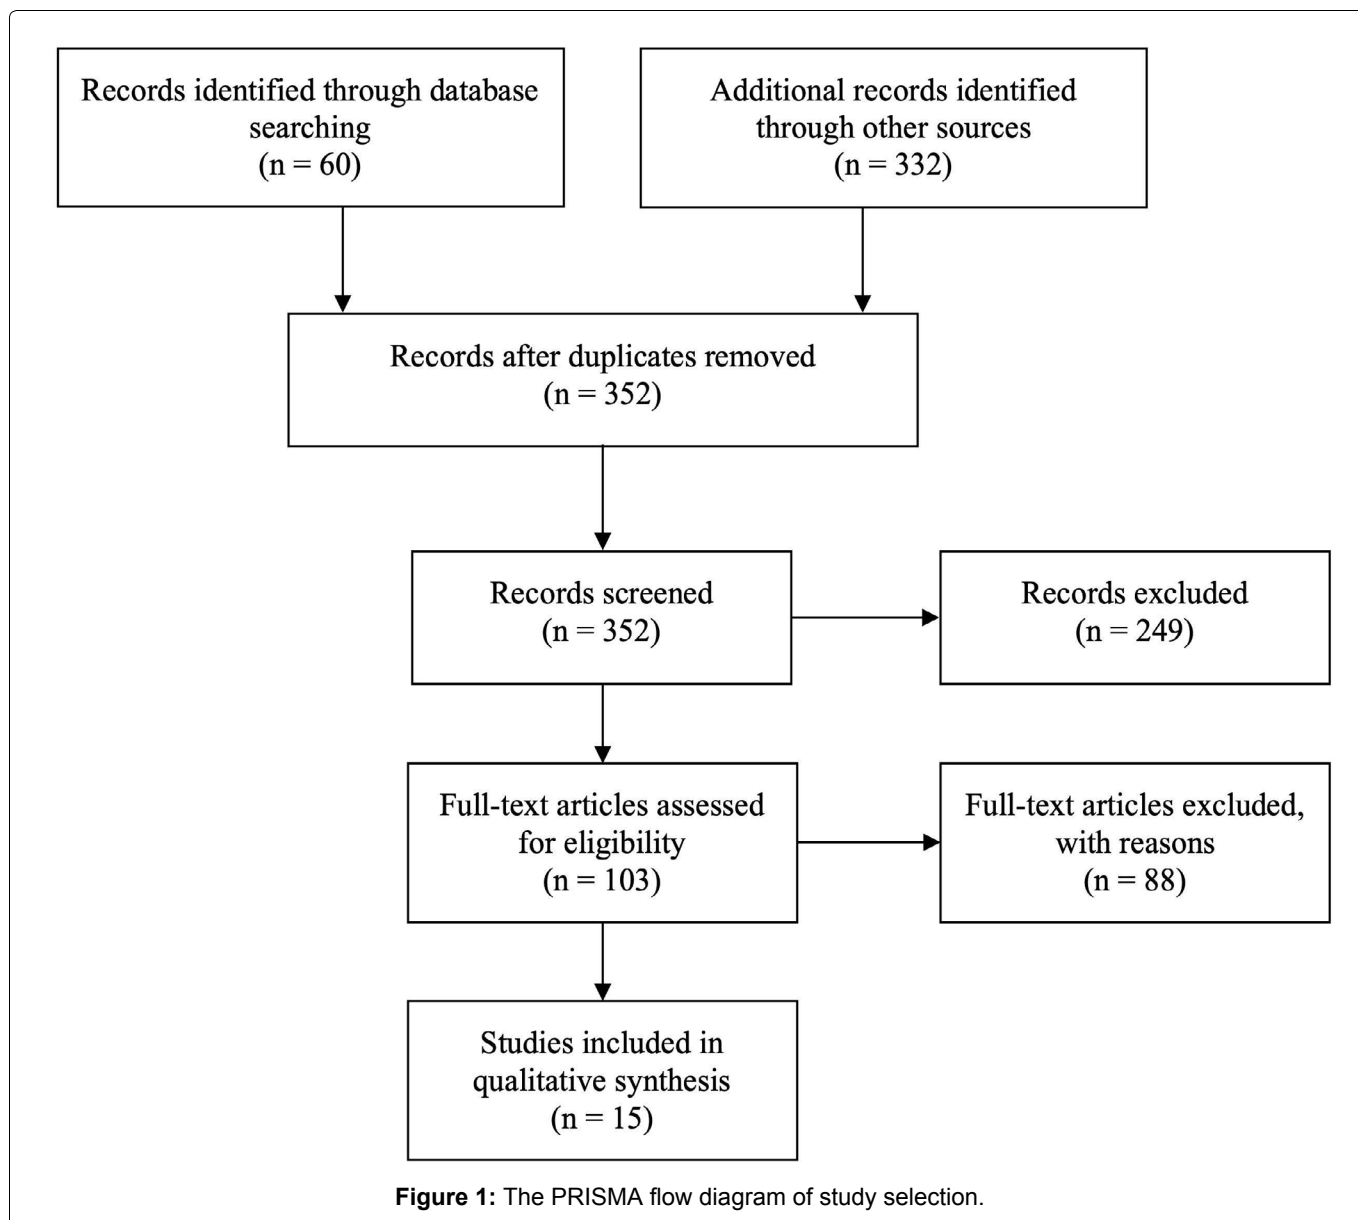 Records identified through database
searching
(n = 60)
Additional records identified
through other sources
(n = 332)
Records after duplicates removed
(n = 352)
Records screened
(n = 352)
Records excluded
(n = 249)
Full-text articles assessed
for eligibility
(n = 103)
Full-text articles excluded,
with reasons
(n = 88)
Studies included in
qualitative synthesis
(n = 15)
Figure 1: The PRISMA flow diagram of study selection.